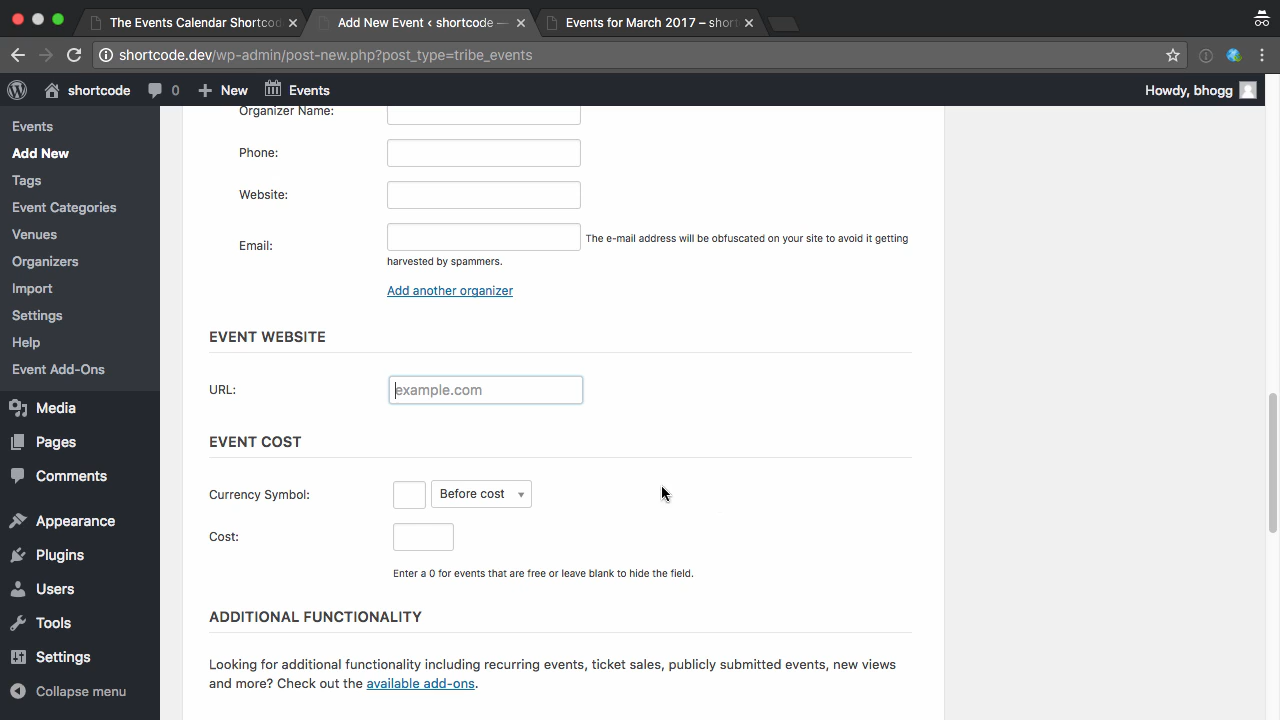 The Events Calendar Shortcod
Add New Event ‹ shortcode —
Events for March 2017 – short
shortcode.dev/wp-admin/post-new.php?post_type=tribe_events
shortcode
0
New
Events
Howdy, bhogg
Events
Add New
Tags
Event Categories
Venues
Organizers
Import
Settings
Help
Event Add-Ons
Media
Pages
Comments
Appearance
Plugins
Users
Tools
Settings
Collapse menu
Organizer Name:
Phone:
Website:
Email:
The e-mail address will be obfuscated on your site to avoid it getting
harvested by spammers.
Add another organizer
EVENT WEBSITE
URL:
example.com
EVENT COST
Currency Symbol:
Before cost
Cost:
Enter a 0 for events that are free or leave blank to hide the field.
ADDITIONAL FUNCTIONALITY
Looking for additional functionality including recurring events, ticket sales, publicly submitted events, new views
and more? Check out the available add-ons.